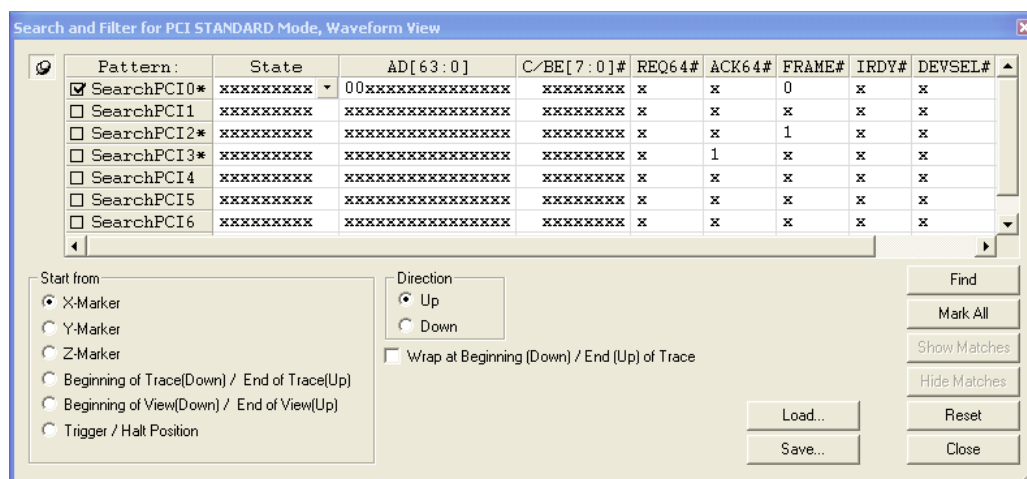 Search and Filter for PCI STANDARD Mode, Waveform View
Pattern: State AD[63:0] C/BE[7:0]# REQ64# ACK64# FRAME# IRDY# DEVSEL#
SearchPCI0* xxxxxxxxx 00xxxxxxxxxxxxxx xxxxxxxx x x 0 x x
SearchPCI1 xxxxxxxxx xxxxxxxxxxxxxxxx xxxxxxxx x x x x x
SearchPCI2* xxxxxxxxx xxxxxxxxxxxxxxxx xxxxxxxx x x 1 x x
SearchPCI3* xxxxxxxxx xxxxxxxxxxxxxxxx xxxxxxxx x 1 x x x
SearchPCI4 xxxxxxxxx xxxxxxxxxxxxxxxx xxxxxxxx x x x x x
SearchPCI5 xxxxxxxxx xxxxxxxxxxxxxxxx xxxxxxxx x x x x x
SearchPCI6 xxxxxxxxx xxxxxxxxxxxxxxxx xxxxxxxx x x x x x
Start from
X-Marker
Y-Marker
Z-Marker
Beginning of Trace(Down) / End of Trace(Up)
Beginning of View(Down) / End of View(Up)
Trigger / Halt Position
Direction
Up
Down
Wrap at Beginning (Down) / End (Up) of Trace
Load...
Save...
Find
Mark All
Show Matches
Hide Matches
Reset
Close